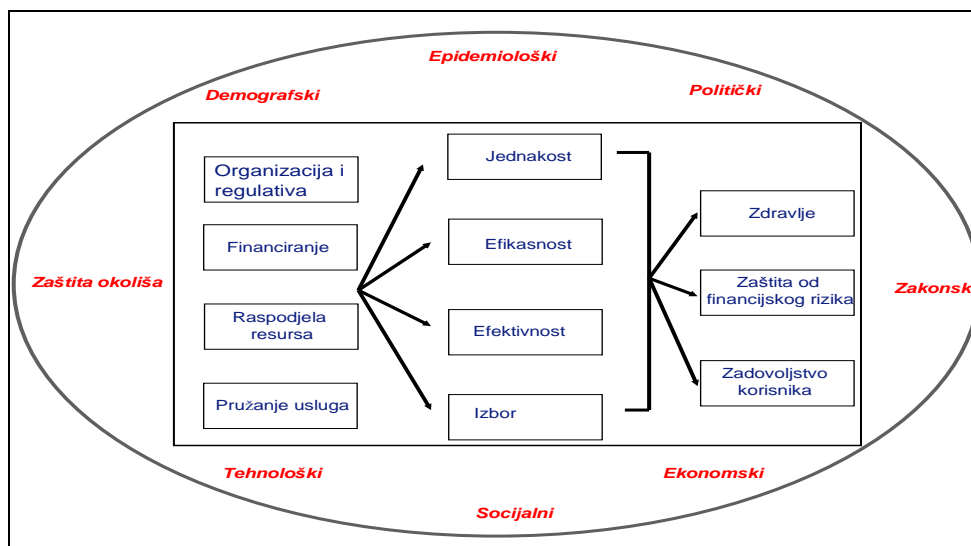 Epidemiološki
Demografski
Politički
Organizacija i
regulativa
Financiranje
Raspodjela
resursa
Pružanje usluga
Jednakost
Efikasnost
Efektivnost
Izbor
Zdravlje
Zaštita od
financijskog rizika
Zadovoljstvo
korisnika
Zaštita okoliša
Zakonsk
Tehnološki
Ekonomski
Socijalni